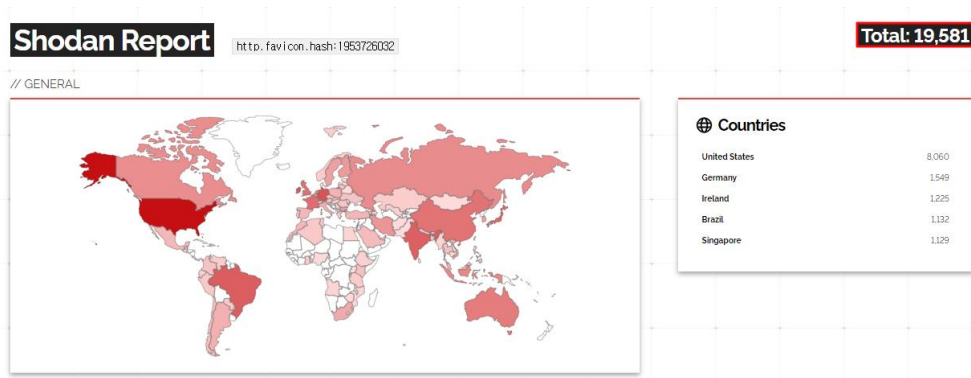 Shodan Report
http.favicon.hash:1953726032
Total: 19,581
// GENERAL
Countries
United States 8,060
Germany 1,549
Ireland 1,225
Brazil 1,132
Singapore 1,129